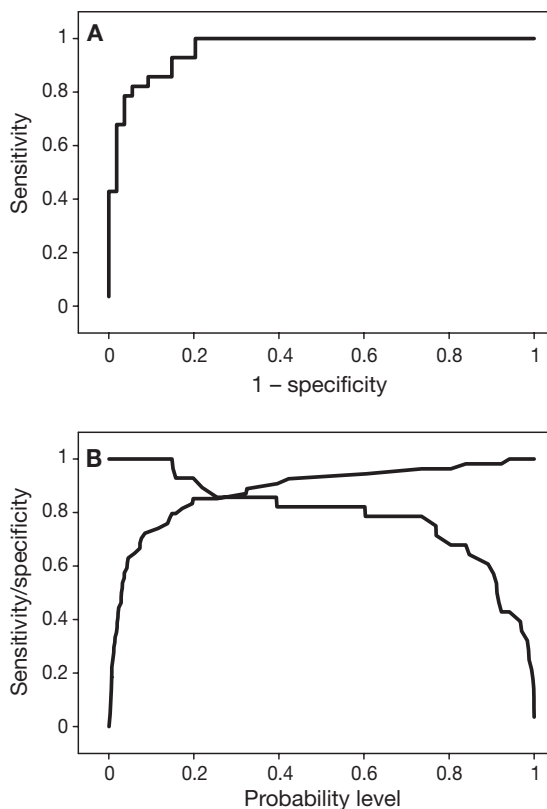 A
1
0.8
0.6
0.4
0.2
0
Sensitivity
0 0.2 0.4 0.6 0.8 1
1 – specificity
B
1
0.8
0.6
0.4
0.2
0
Sensitivity/specificity
0 0.2 0.4 0.6 0.8 1
Probability level